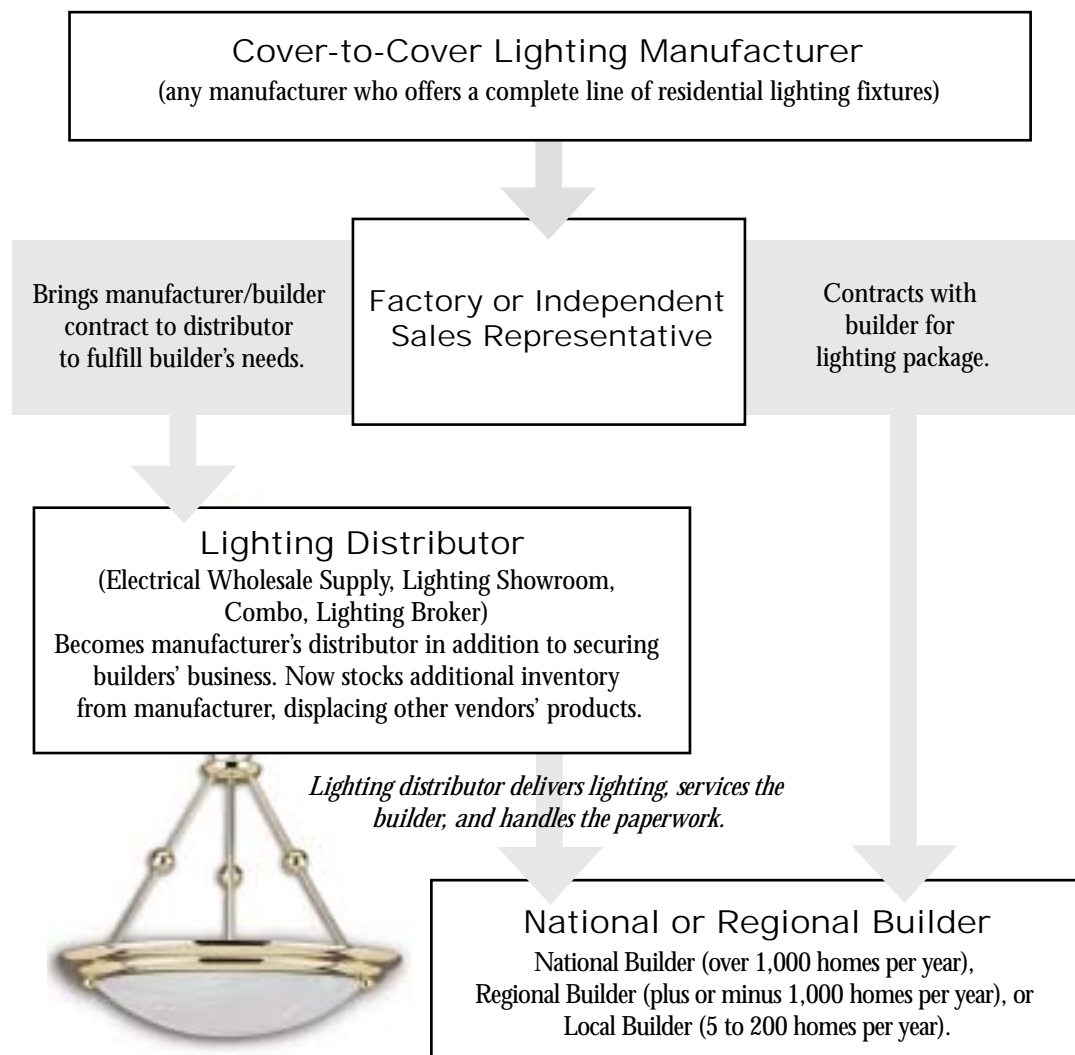 Cover-to-Cover Lighting Manufacturer
(any manufacturer who offers a complete line of residential lighting fixtures)
Brings manufacturer/builder
contract to distributor
to fulfill builder's needs.
Factory or Independent
Sales Representative
Contracts with
builder for
lighting package.
Lighting Distributor
(Electrical Wholesale Supply, Lighting Showroom,
Combo, Lighting Broker)
Becomes manufacturer's distributor in addition to securing
builders' business. Now stocks additional inventory
from manufacturer, displacing other vendors' products.
Lighting distributor delivers lighting, services the
builder, and handles the paperwork.
National or Regional Builder
National Builder (over 1,000 homes per year),
Regional Builder (plus or minus 1,000 homes per year), or
Local Builder (5 to 200 homes per year).